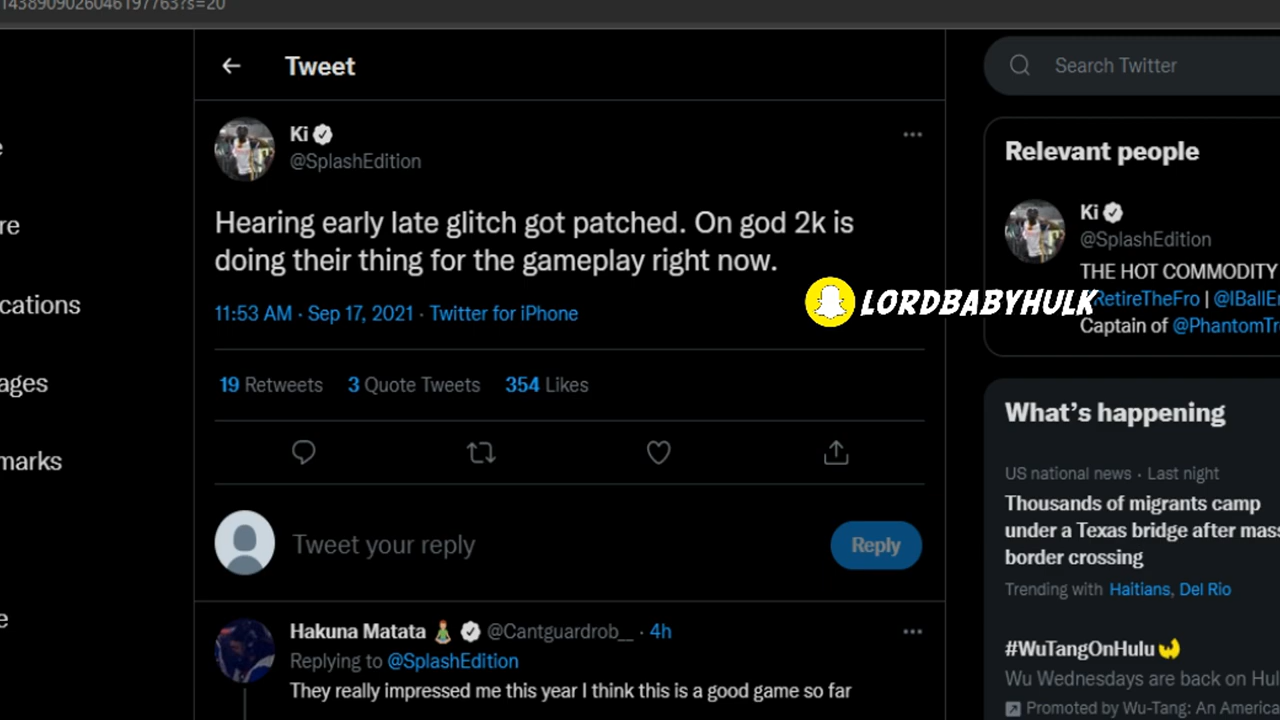 1438909026046197763?s=20
Tweet
Search Twitter
Ki
@SplashEdition
Hearing early late glitch got patched. On god 2k is
doing their thing for the gameplay right now.
11:53 AM · Sep 17, 2021 · Twitter for iPhone
19 Retweets 3 Quote Tweets 354 Likes
Tweet your reply
Reply
Hakuna Matata @Cantguardrob__ · 4h
Replying to @SplashEdition
They really impressed me this year I think this is a good game so far
LORDBABYHULK
e
re
cations
ages
marks
e
Relevant people
Ki
@SplashEdition
THE HOT COMMODITY
RetireTheFro | @IBallE
Captain of @PhantomTr
What's happening
US national news · Last night
Thousands of migrants camp
under a Texas bridge after mass
border crossing
Trending with Haitians, Del Rio
#WuTangOnHulu
Wu Wednesdays are back on Hul
Promoted by Wu-Tang: An America